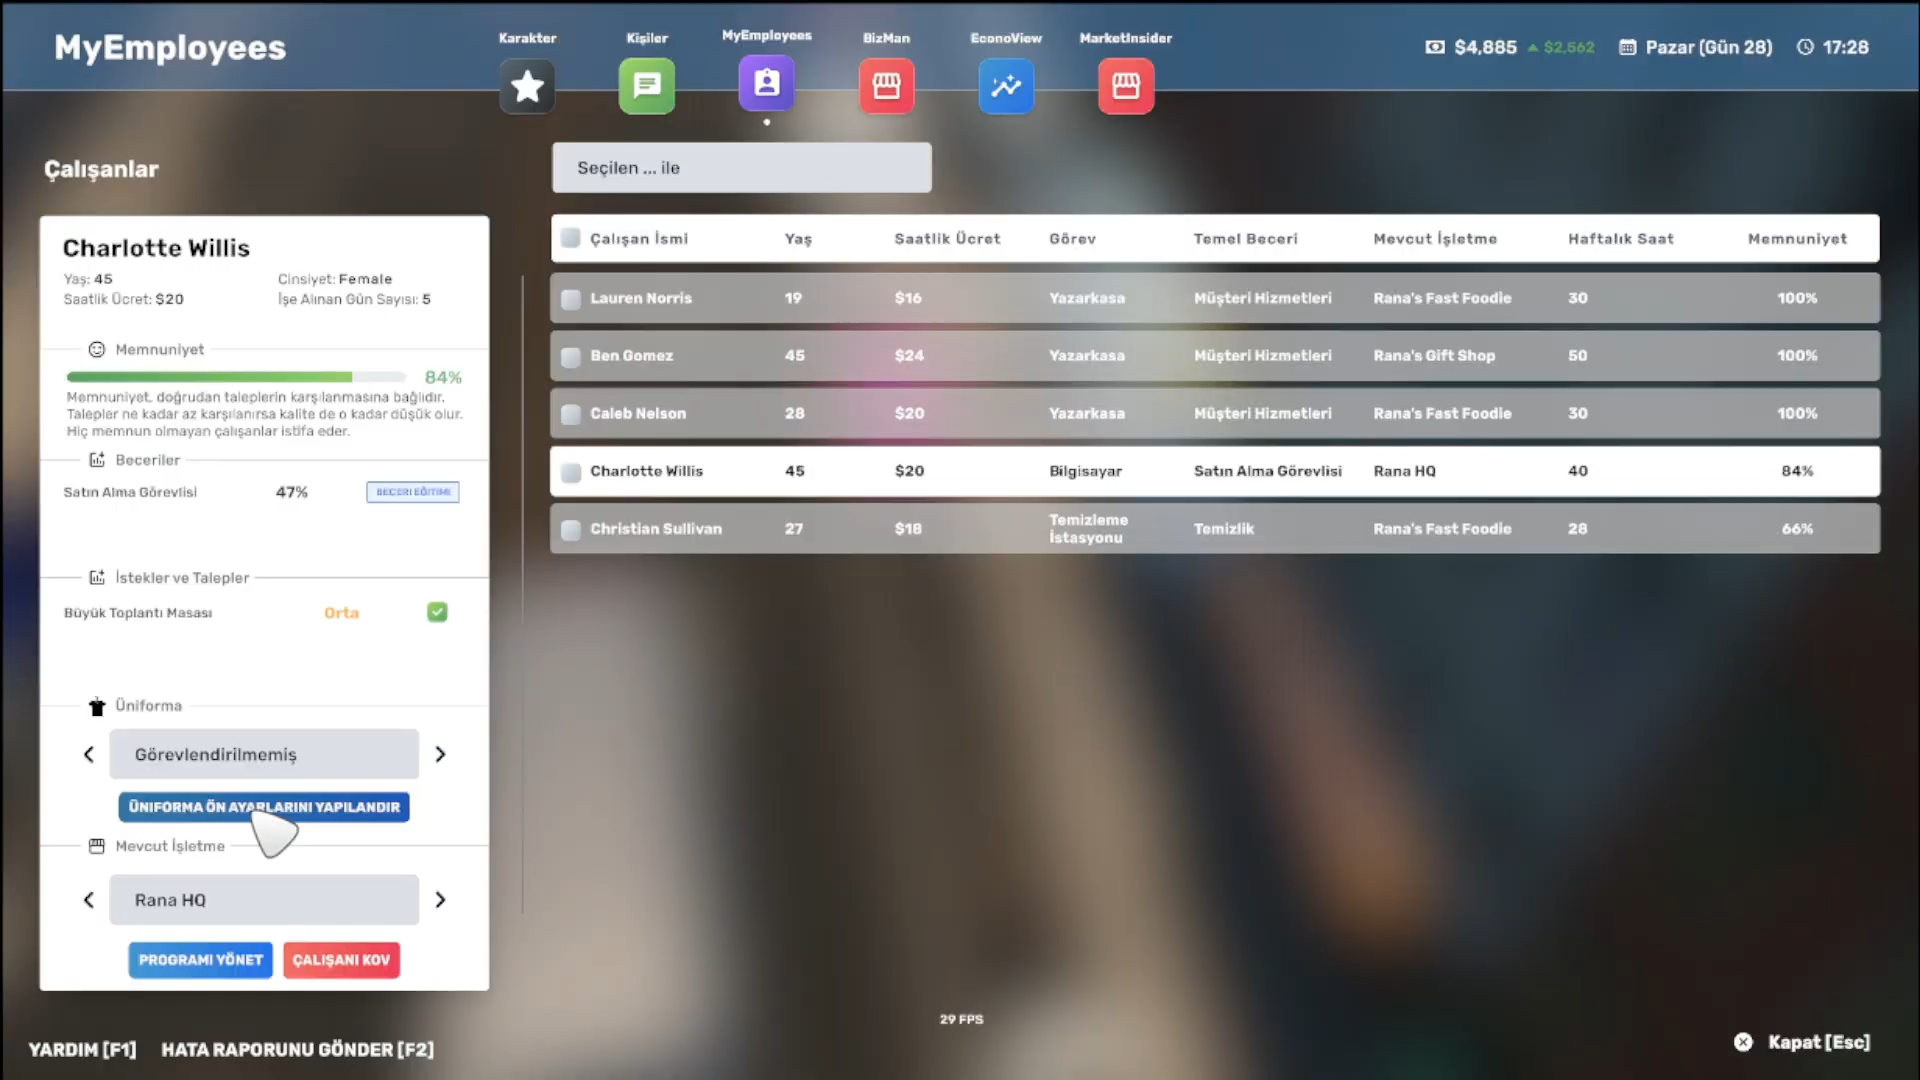 MyEmployees
Karakter
Kişiler
MyEmployees
BizMan
EconoView
MarketInsider
$4,885
$2,562
Pazar (Gün 28)
17:28
Çalışanlar
Seçilen ... ile
Charlotte Willis
Yaş: 45
Cinsiyet: Female
Saatlik Ücret: $20
İşe Alınan Gün Sayısı: 5
Memnuniyet
84%
Memnuniyet, doğrudan taleplerin karşılanmasına bağlıdır.
Talepler ne kadar az karşılanırsa kalite de o kadar düşük olur.
Hiç memnun olmayan çalışanlar istifa eder.
Beceriler
Satın Alma Görevlisi 47% BECERİ EĞİTİMİ
İstekler ve Talepler
Büyük Toplantı Masası Orta
Üniforma
Görevlendirilmemiş
ÜNİFORMA ÖN AYARLARINI YAPILANDIR
Mevcut İşletme
Rana HQ
PROGRAMI YÖNET
ÇALIŞANI KOV
Çalışan İsmi Yaş Saatlik Ücret Görev Temel Beceri Mevcut İşletme Haftalık Saat Memnuniyet
Lauren Norris 19 $16 Yazarkasa Müşteri Hizmetleri Rana's Fast Foodie 30 100%
Ben Gomez 45 $24 Yazarkasa Müşteri Hizmetleri Rana's Gift Shop 50 100%
Caleb Nelson 28 $20 Yazarkasa Müşteri Hizmetleri Rana's Fast Foodie 30 100%
Charlotte Willis 45 $20 Bilgisayar Satın Alma Görevlisi Rana HQ 40 84%
Christian Sullivan 27 $18 Temizleme İstasyonu Temizlik Rana's Fast Foodie 28 66%
29 FPS
YARDIM [F1]
HATA RAPORUNU GÖNDER [F2]
Kapat [Esc]